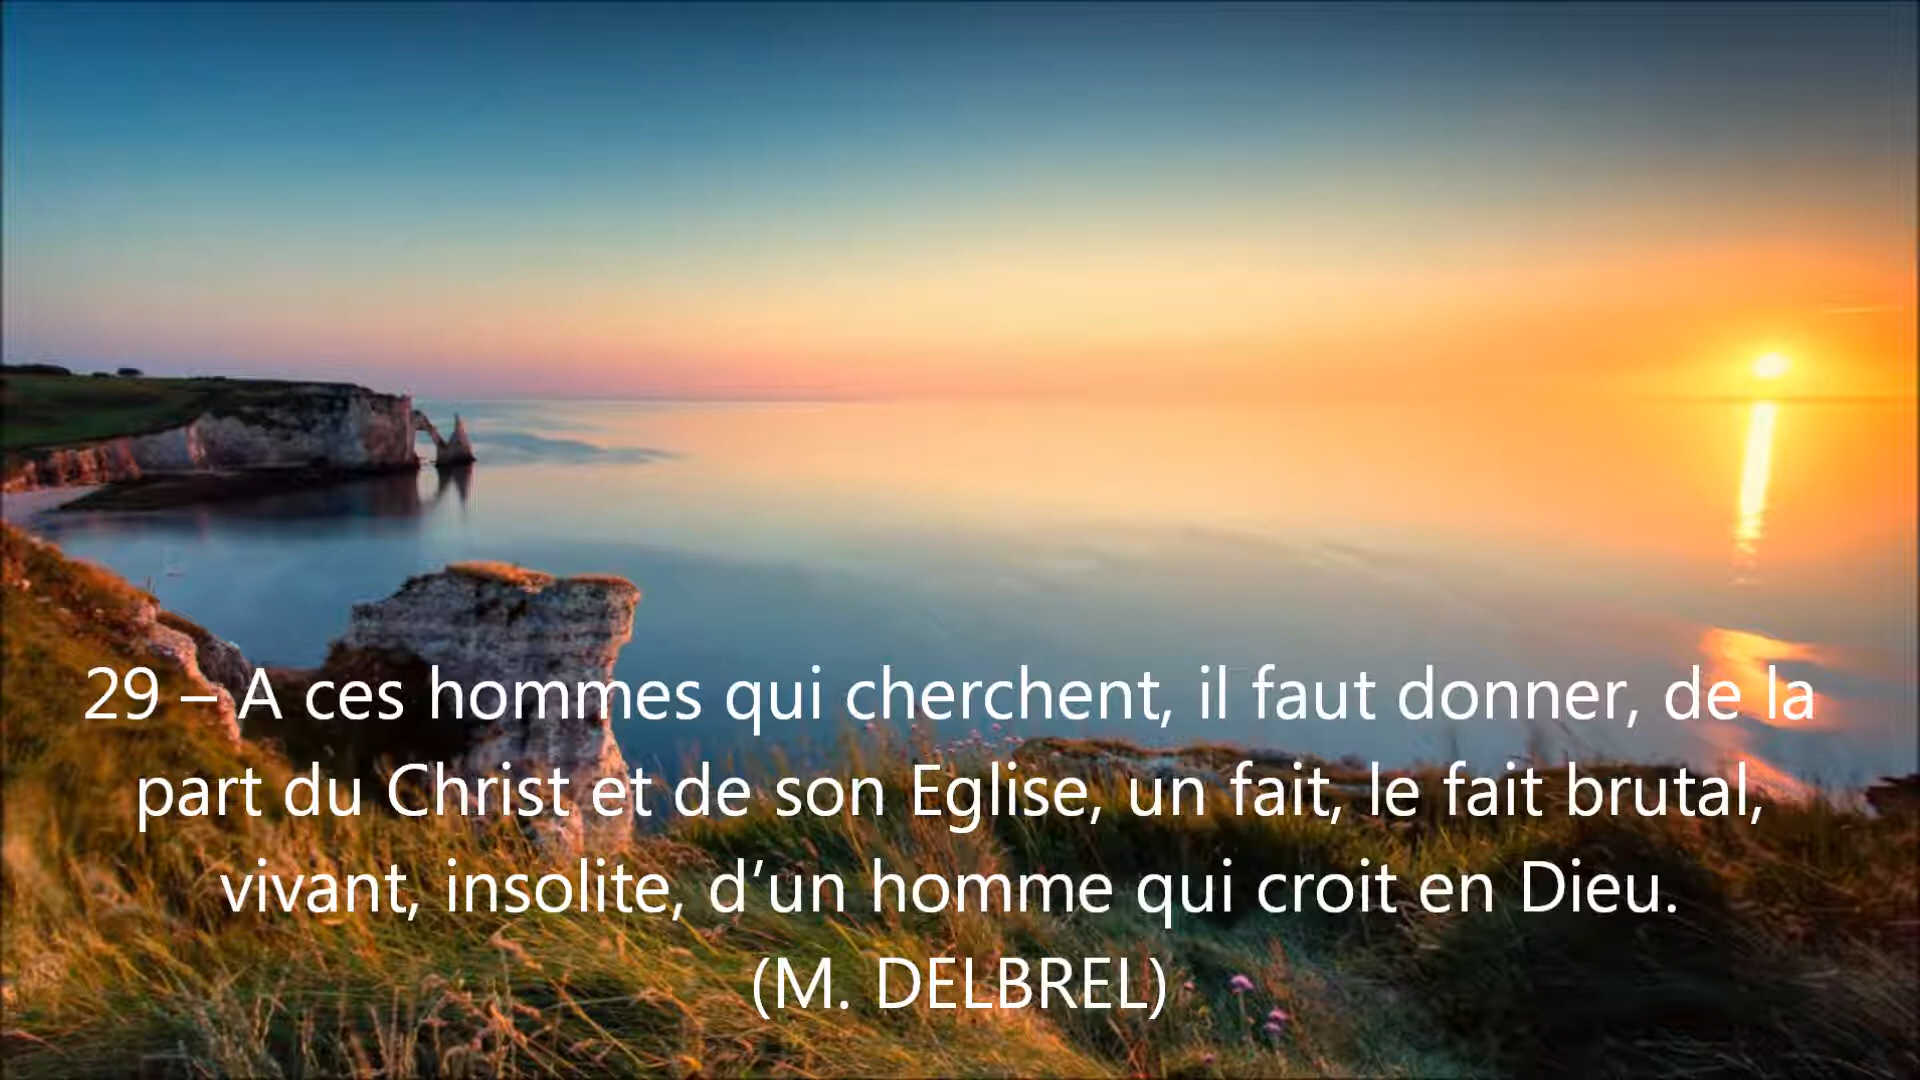 29 – A ces hommes qui cherchent, il faut donner, de la
part du Christ et de son Eglise, un fait, le fait brutal,
vivant, insolite, d’un homme qui croit en Dieu.
(M. DELBREL)